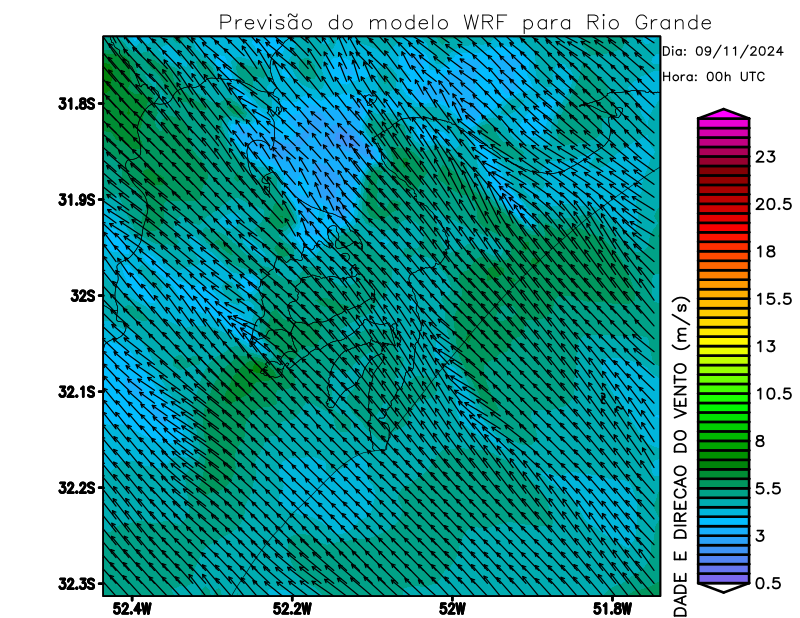 Previsão do modelo WRF para Rio Grande
Dia: 09/11/2024
Hora: 00h UTC
31.8S
31.9S
32S
32.1S
32.2S
32.3S
52.4W
52.2W
52W
51.8W
DADE E DIRECAO DO VENTO (m/s)
23
20.5
18
15.5
13
10.5
8
5.5
3
0.5